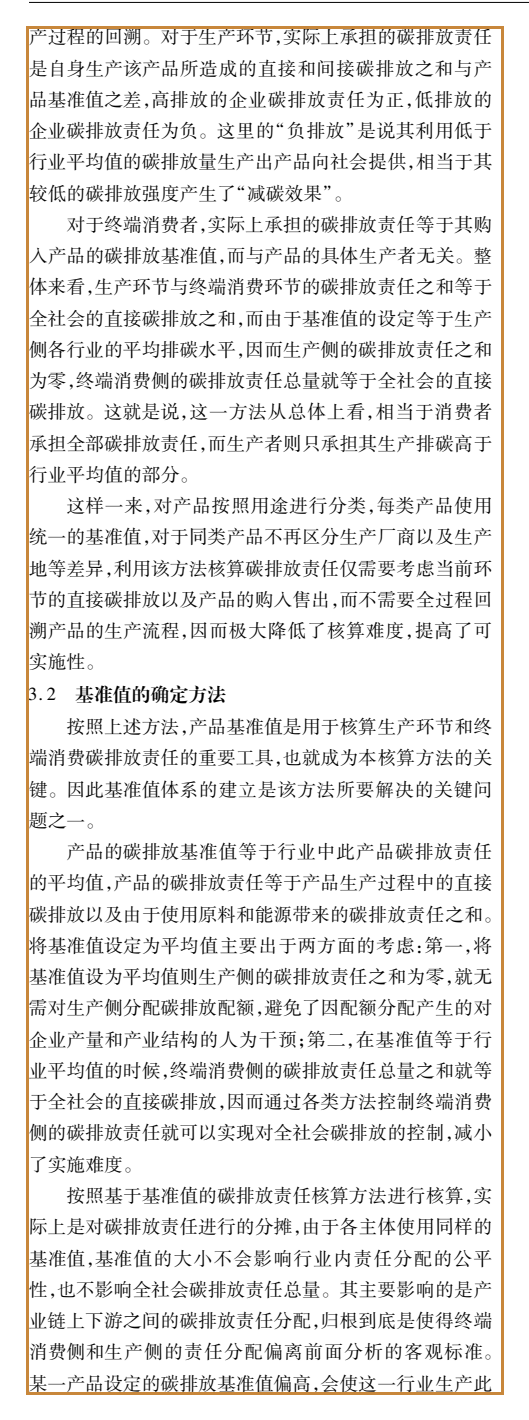 产过程的回溯。对于生产环节,实际上承担的碳排放责任
是自身生产该产品所造成的直接和间接碳排放之和与产
品基准值之差,高排放的企业碳排放责任为正,低排放的
企业碳排放责任为负。这里的“负排放”是说其利用低于
行业平均值的碳排放量生产出产品向社会提供,相当于其
较低的碳排放强度产生了“减碳效果”。
对于终端消费者,实际上承担的碳排放责任等于其购
入产品的碳排放基准值,而与产品的具体生产者无关。整
体来看,生产环节与终端消费环节的碳排放责任之和等于
全社会的直接碳排放之和,而由于基准值的设定等于生产
侧各行业的平均排碳水平,因而生产侧的碳排放责任之和
为零,终端消费侧的碳排放责任总量就等于全社会的直接
碳排放。这就是说,这一方法从总体上看,相当于消费者
承担全部碳排放责任,而生产者则只承担其生产排碳高于
行业平均值的部分。
这样一来,对产品按照用途进行分类,每类产品使用
统一的基准值,对于同类产品不再区分生产厂商以及生产
地等差异,利用该方法核算碳排放责任仅需要考虑当前环
节的直接碳排放以及产品的购入售出,而不需要全过程回
溯产品的生产流程,因而极大降低了核算难度,提高了可
实施性。
3.2 基准值的确定方法
按照上述方法,产品基准值是用于核算生产环节和终
端消费碳排放责任的重要工具,也就成为本核算方法的关
键。因此基准值体系的建立是该方法所要解决的关键问
题之一。
产品的碳排放基准值等于行业中此产品碳排放责任
的平均值,产品的碳排放责任等于产品生产过程中的直接
碳排放以及由于使用原料和能源带来的碳排放责任之和。
将基准值设定为平均值主要出于两方面的考虑:第一,将
基准值设为平均值则生产侧的碳排放责任之和为零,就无
需对生产侧分配碳排放配额,避免了因配额分配产生的对
企业产量和产业结构的人为干预;第二,在基准值等于行
业平均值的时候,终端消费侧的碳排放责任总量之和就等
于全社会的直接碳排放,因而通过各类方法控制终端消费
侧的碳排放责任就可以实现对全社会碳排放的控制,减小
了实施难度。
按照基于基准值的碳排放责任核算方法进行核算,实
际上是对碳排放责任进行的分摊,由于各主体使用同样的
基准值,基准值的大小不会影响行业内责任分配的公平
性,也不影响全社会碳排放责任总量。其主要影响的是产
业链上下游之间的碳排放责任分配,归根到底是使得终端
消费侧和生产侧的责任分配偏离前面分析的客观标准。
某一产品设定的碳排放基准值偏高,会使这一行业生产此